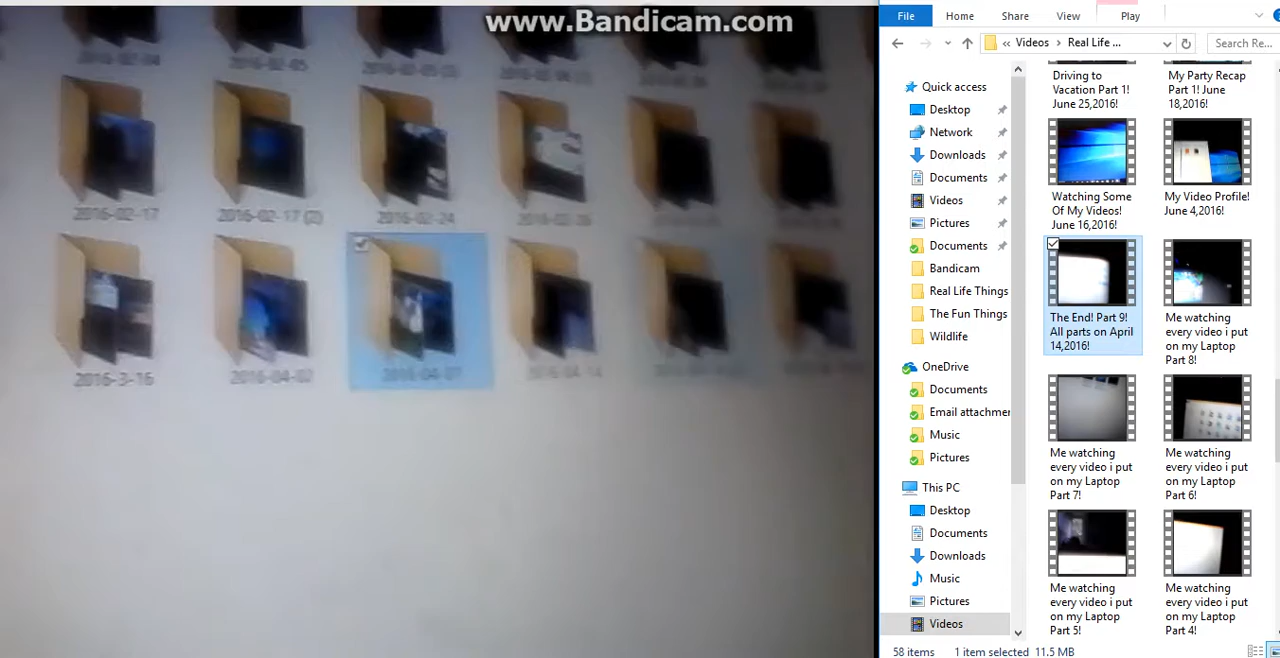 www.Bandicam.com
2016-02-04
2016-02-05
2016-02-17
2016-02-17 (2)
2016-02-24
2016-3-16
2016-04-02
2016-04-07
File Home Share View Play
« Videos › Real Life ...
Search Re...
Quick access
Desktop
Network
Downloads
Documents
Videos
Pictures
Documents
Bandicam
Real Life Things
The Fun Things
Wildlife
OneDrive
Documents
Email attachmer
Music
Pictures
This PC
Desktop
Documents
Downloads
Music
Pictures
Videos
Driving to
Vacation Part 1!
June 25,2016!
My Party Recap
Part 1! June
18,2016!
Watching Some
Of My Videos!
June 16,2016!
My Video Profile!
June 4,2016!
The End! Part 9!
All parts on April
14,2016!
Me watching
every video i put
on my Laptop
Part 8!
Me watching
every video i put
on my Laptop
Part 7!
Me watching
every video i put
on my Laptop
Part 6!
Me watching
every video i put
on my Laptop
Part 5!
Me watching
every video i put
on my Laptop
Part 4!
58 items 1 item selected 11.5 MB